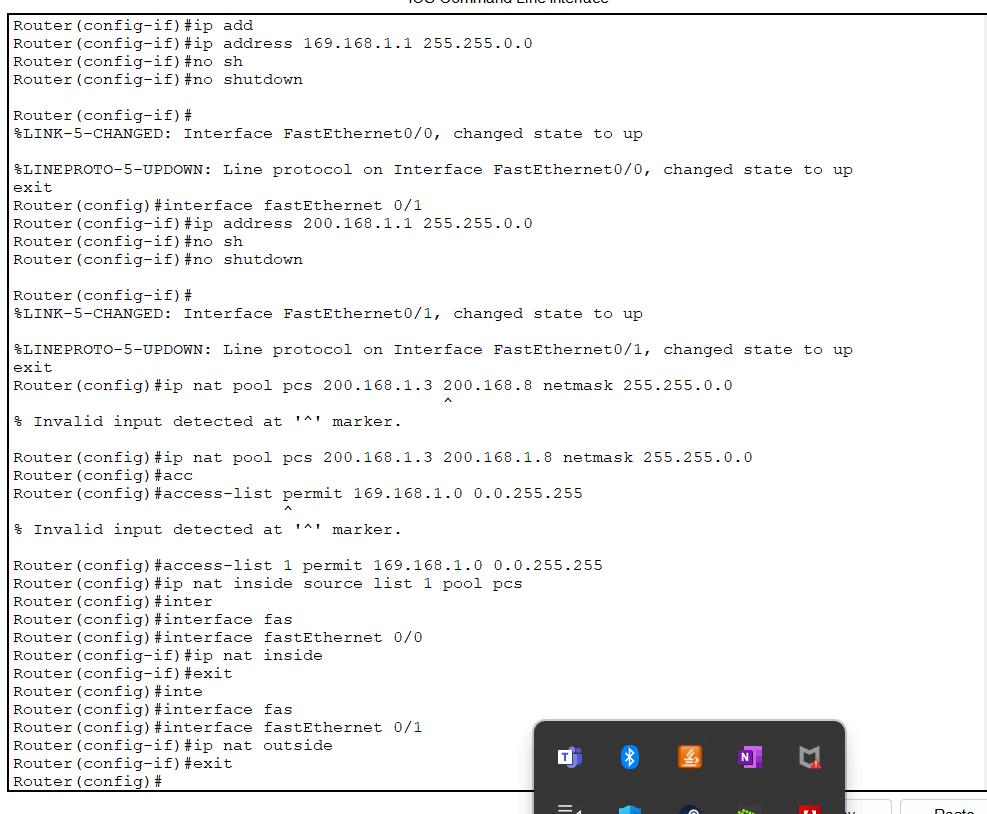 IOS Command Line Interface
Router(config-if)#ip add
Router(config-if)#ip address 169.168.1.1 255.255.0.0
Router(config-if)#no sh
Router(config-if)#no shutdown
Router(config-if)#
%LINK-5-CHANGED: Interface FastEthernet0/0, changed state to up
%LINEPROTO-5-UPDOWN: Line protocol on Interface FastEthernet0/0, changed state to up
exit
Router(config)#interface fastEthernet 0/1
Router(config-if)#ip address 200.168.1.1 255.255.0.0
Router(config-if)#no sh
Router(config-if)#no shutdown
Router(config-if)#
%LINK-5-CHANGED: Interface FastEthernet0/1, changed state to up
%LINEPROTO-5-UPDOWN: Line protocol on Interface FastEthernet0/1, changed state to up
exit
Router(config)#ip nat pool pcs 200.168.1.3 200.168.8 netmask 255.255.0.0
^
% Invalid input detected at '^' marker.
Router(config)#ip nat pool pcs 200.168.1.3 200.168.1.8 netmask 255.255.0.0
Router(config)#acc
Router(config)#access-list permit 169.168.1.0 0.0.255.255
^
% Invalid input detected at '^' marker.
Router(config)#access-list 1 permit 169.168.1.0 0.0.255.255
Router(config)#ip nat inside source list 1 pool pcs
Router(config)#inter
Router(config)#interface fas
Router(config)#interface fastEthernet 0/0
Router(config-if)#ip nat inside
Router(config-if)#exit
Router(config)#inte
Router(config)#interface fas
Router(config)#interface fastEthernet 0/1
Router(config-if)#ip nat outside
Router(config-if)#exit
Router(config)#